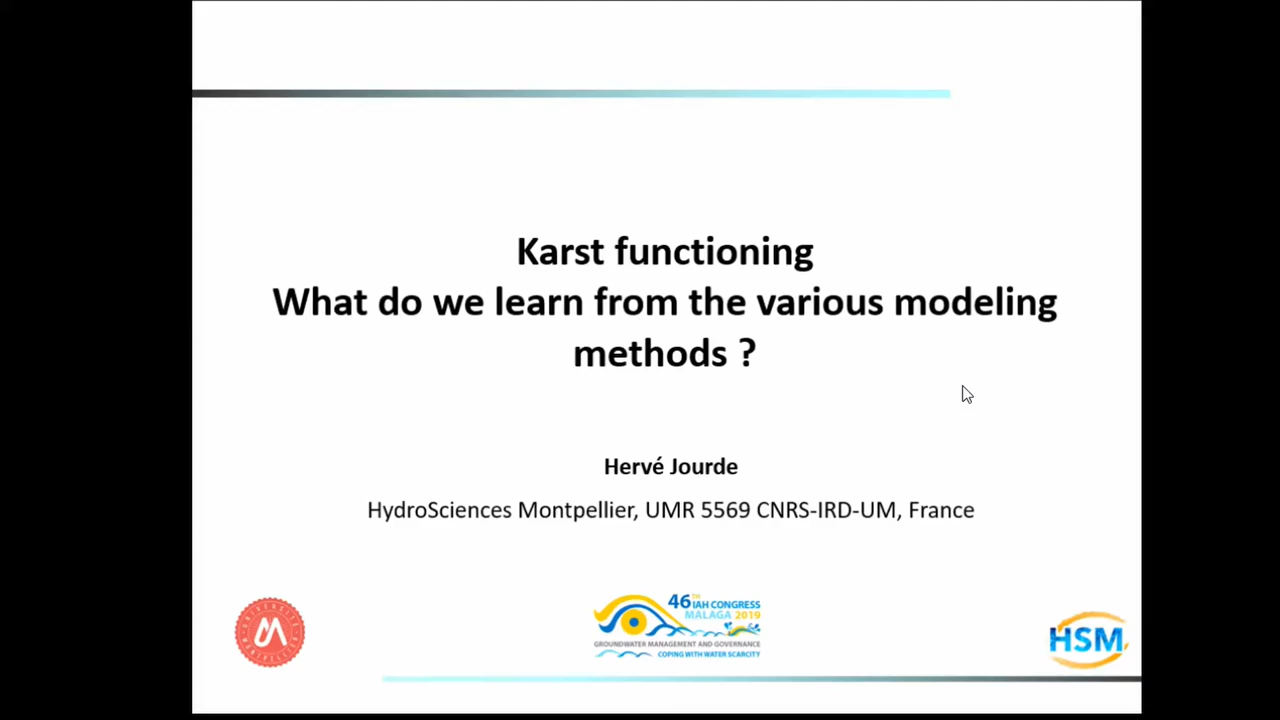 Karst functioning
What do we learn from the various modeling
methods ?
Hervé Jourde
HydroSciences Montpellier, UMR 5569 CNRS-IRD-UM, France
46TH
IAH CONGRESS
MALAGA 2019
GROUNDWATER MANAGEMENT AND GOVERNANCE
COPING WITH WATER SCARCITY
HSM